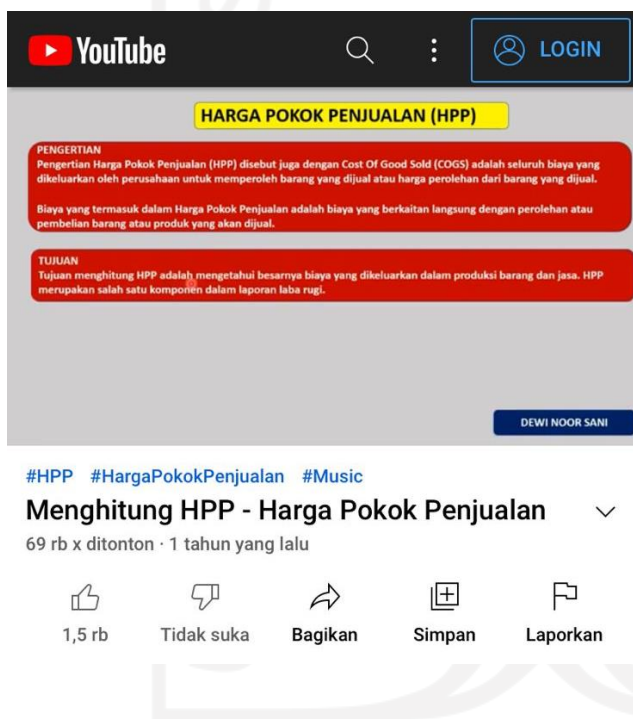 YouTube
LOGIN
HARGA POKOK PENJUALAN (HPP)
PENGERTIAN
Pengertian Harga Pokok Penjualan (HPP) disebut juga dengan Cost Of Good Sold (COGS) adalah seluruh biaya yang
dikeluarkan oleh perusahaan untuk memperoleh barang yang dijual atau harga perolehan dari barang yang dijual.
Biaya yang termasuk dalam Harga Pokok Penjualan adalah biaya yang berkaitan langsung dengan perolehan atau
pembelian barang atau produk yang akan dijual.
TUJUAN
Tujuan menghitung HPP adalah mengetahui besarnya biaya yang dikeluarkan dalam produksi barang dan jasa. HPP
merupakan salah satu komponen dalam laporan laba rugi.
DEWI NOOR SANI
#HPP #HargaPokokPenjualan #Music
Menghitung HPP - Harga Pokok Penjualan
69 rb x ditonton · 1 tahun yang lalu
1,5 rb Tidak suka Bagikan Simpan Laporkan